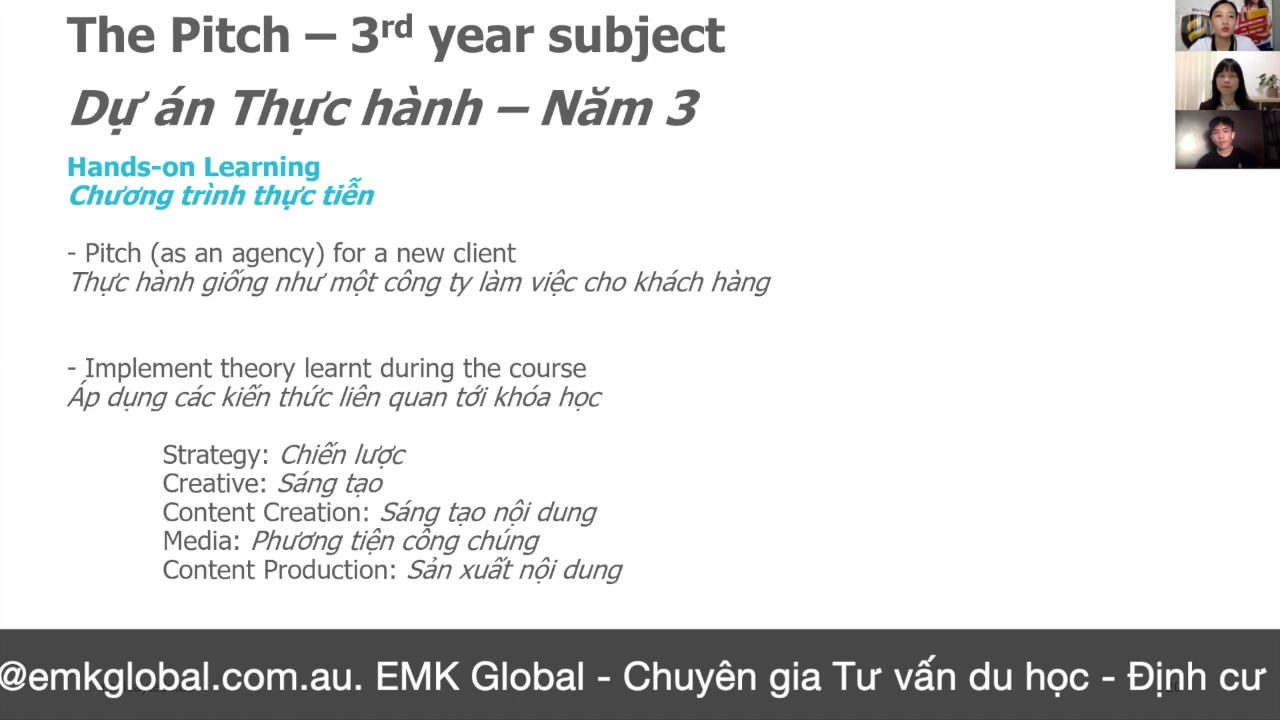 The Pitch – 3rd year subject
Dự án Thực hành – Năm 3
Hands-on Learning
Chương trình thực tiễn
- Pitch (as an agency) for a new client
Thực hành giống như một công ty làm việc cho khách hàng
- Implement theory learnt during the course
Áp dụng các kiến thức liên quan tới khóa học
Strategy: Chiến lược
Creative: Sáng tạo
Content Creation: Sáng tạo nội dung
Media: Phương tiện công chúng
Content Production: Sản xuất nội dung
@emkglobal.com.au. EMK Global - Chuyên gia Tư vấn du học - Định cư